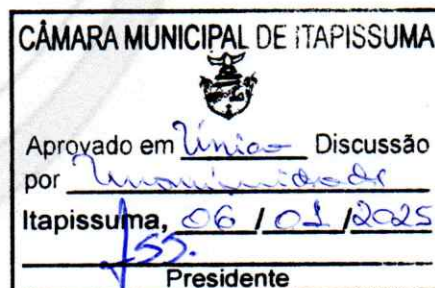 CÂMARA MUNICIPAL DE ITAPISSUMA
Aprovado em Única Discussão
por Unanimidade
Itapissuma, 06 / 01 / 2025
Presidente